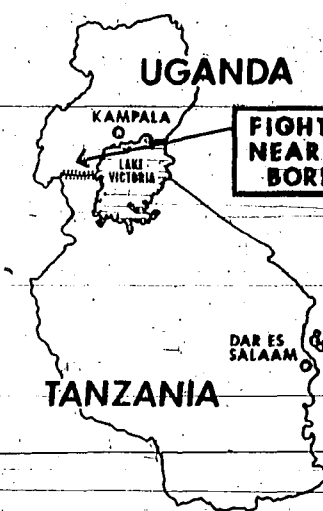 UGANDA
KAMPALA
LAKE
VICTORIA
FIGHT
NEAR
BOR
DAR ES
SALAAM
TANZANIA